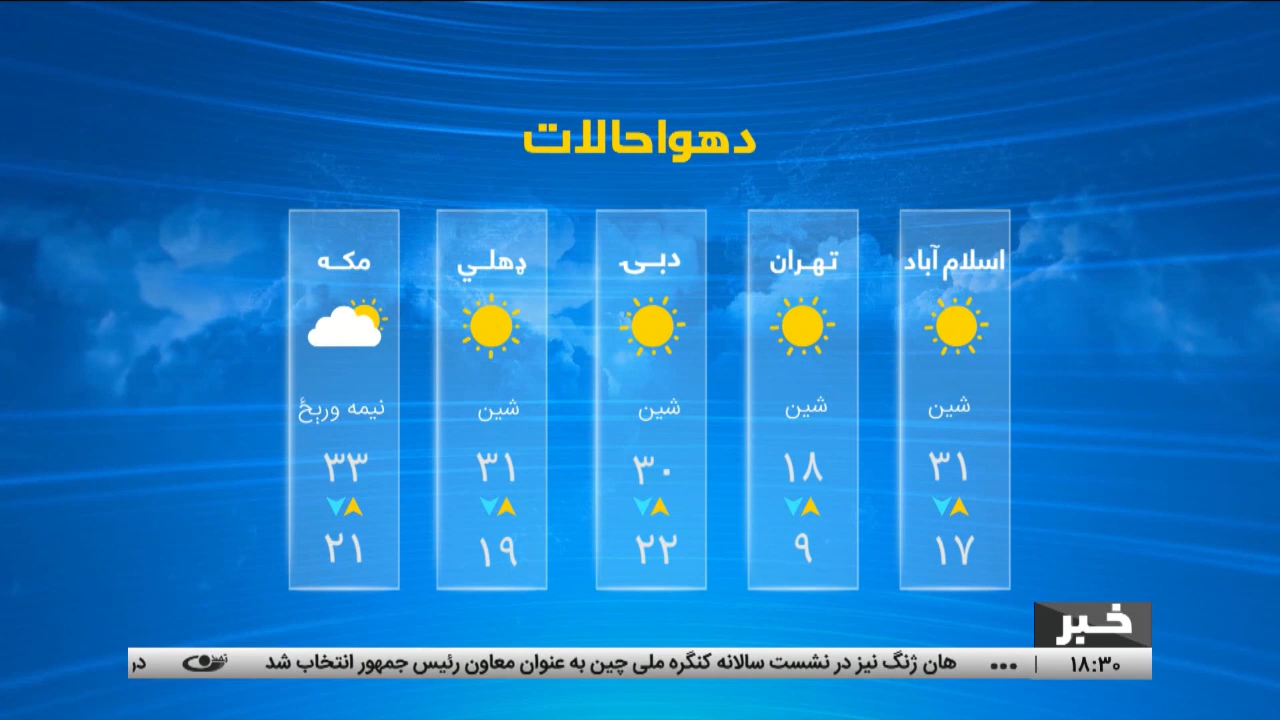 دهواحالات
اسلام آباد
شین
۳۱
۱۷
تهران
شین
۱۸
۹
دبـۍ
شین
۳۰
۲۲
ډهلي
شین
۳۱
۱۹
مکه
نیمه وریځ
۳۳
۲۱
خبر
۱۸:۳۰
| ••• هان ژنگ نیز در نشست سالانه کنگره ملی چین به عنوان معاون رئیس جمهور انتخاب شد
در